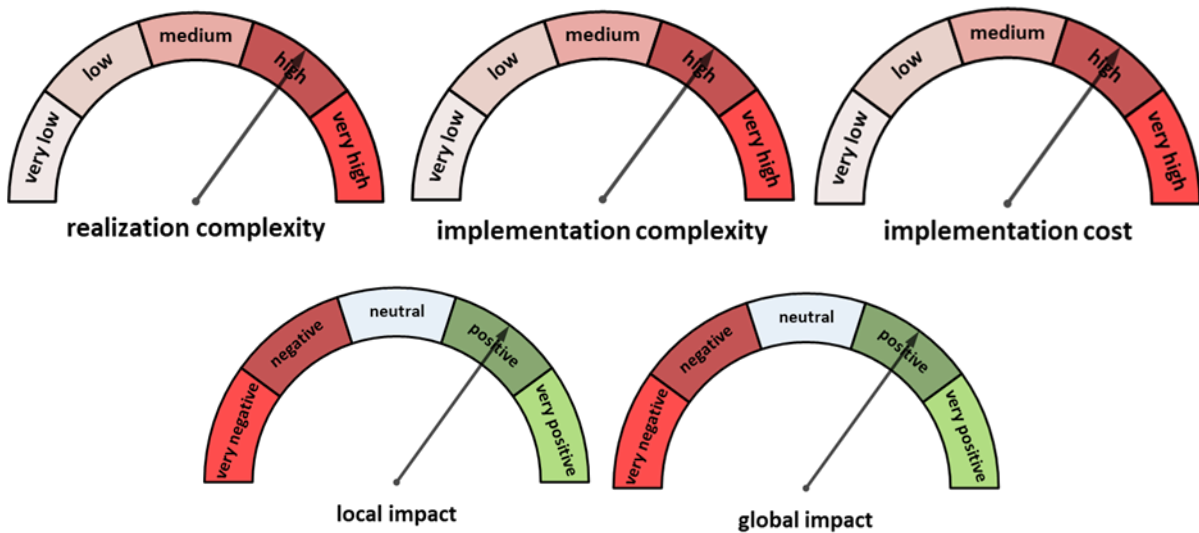 very low
low
medium
high
very high
realization complexity
very low
low
medium
high
very high
implementation complexity
very low
low
medium
high
very high
implementation cost
very negative
negative
neutral
positive
very positive
local impact
very negative
negative
neutral
positive
very positive
global impact